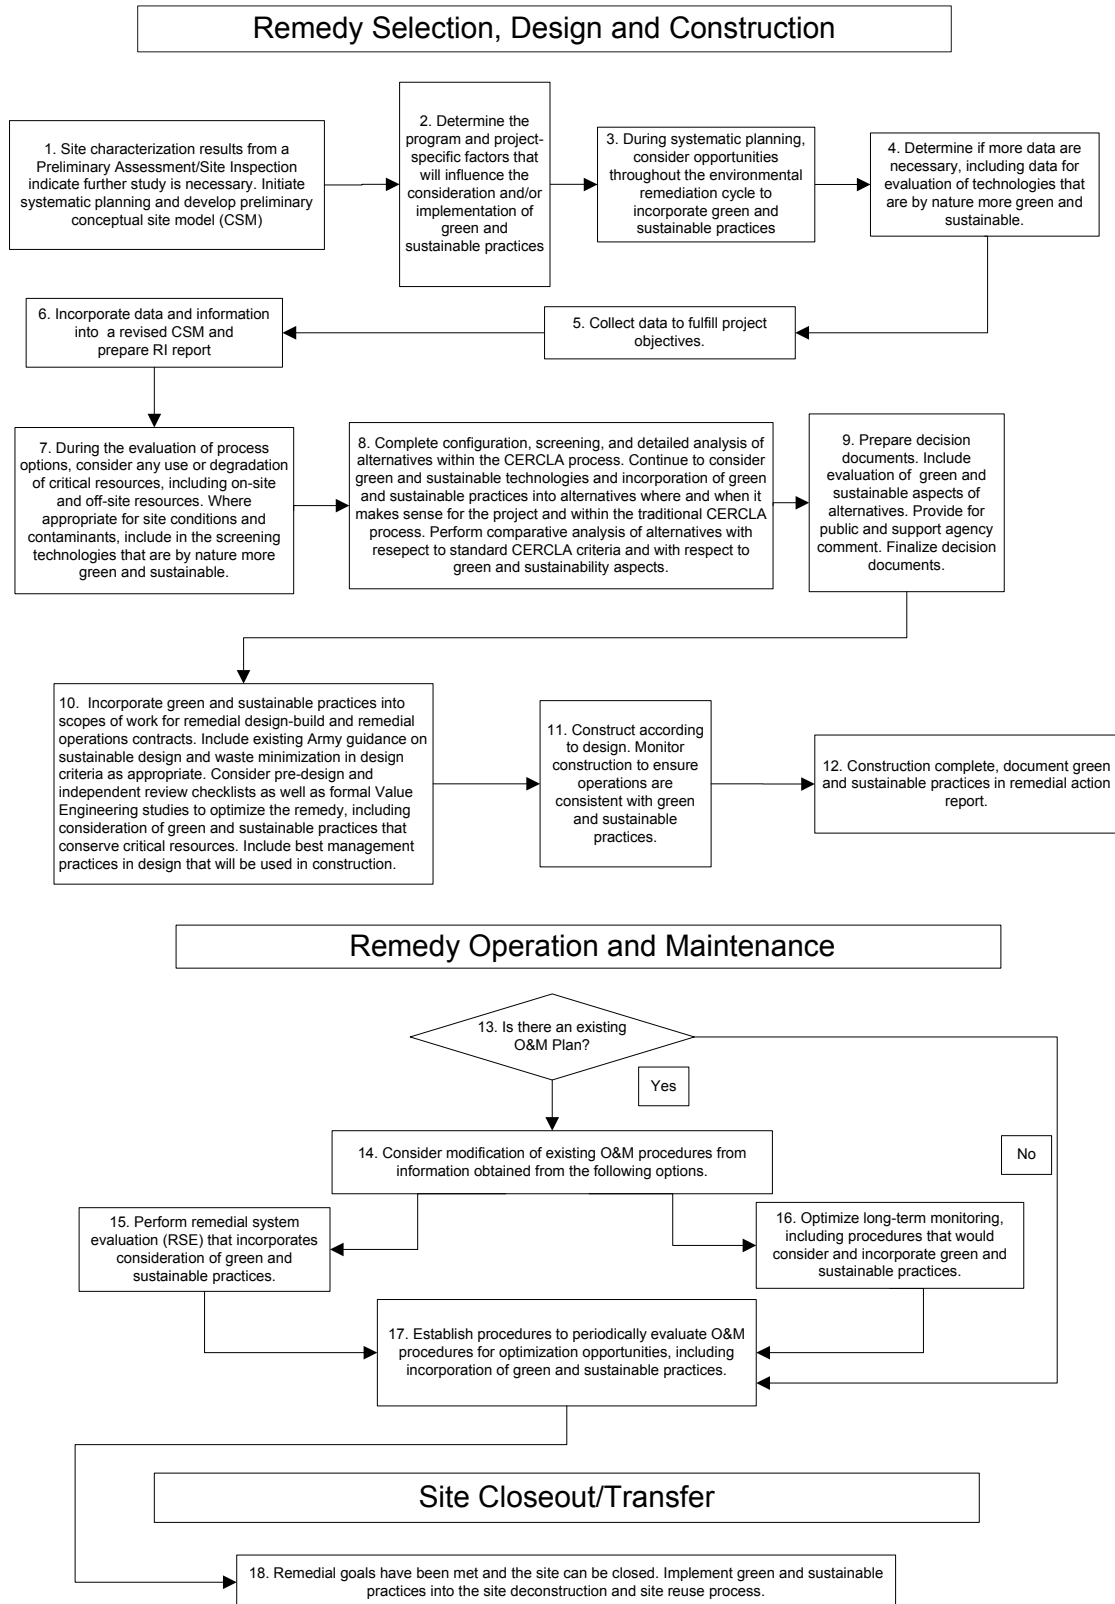 Remedy Selection, Design and Construction
1. Site characterization results from a
Preliminary Assessment/Site Inspection
indicate further study is necessary. Initiate
systematic planning and develop preliminary
conceptual site model (CSM)
2. Determine the
program and project-
specific factors that
will influence the
consideration and/or
implementation of
green and
sustainable practices
3. During systematic planning,
consider opportunities
throughout the environmental
remediation cycle to
incorporate green and
sustainable practices
4. Determine if more data are
necessary, including data for
evaluation of technologies that
are by nature more green and
sustainable.
5. Collect data to fulfill project
objectives.
6. Incorporate data and information
into a revised CSM and
prepare RI report
7. During the evaluation of process
options, consider any use or degradation
of critical resources, including on-site
and off-site resources. Where
appropriate for site conditions and
contaminants, include in the screening
technologies that are by nature more
green and sustainable.
8. Complete configuration, screening, and detailed analysis of
alternatives within the CERCLA process. Continue to consider
green and sustainable technologies and incorporation of green
and sustainable practices into alternatives where and when it
makes sense for the project and within the traditional CERCLA
process. Perform comparative analysis of alternatives with
resepect to standard CERCLA criteria and with respect to
green and sustainability aspects.
9. Prepare decision
documents. Include
evaluation of green and
sustainable aspects of
alternatives. Provide for
public and support agency
comment. Finalize decision
documents.
10. Incorporate green and sustainable practices into
scopes of work for remedial design-build and remedial
operations contracts. Include existing Army guidance on
sustainable design and waste minimization in design
criteria as appropriate. Consider pre-design and
independent review checklists as well as formal Value
Engineering studies to optimize the remedy, including
consideration of green and sustainable practices that
conserve critical resources. Include best management
practices in design that will be used in construction.
11. Construct according
to design. Monitor
construction to ensure
operations are
consistent with green
and sustainable
practices.
12. Construction complete, document green
and sustainable practices in remedial action
report.
Remedy Operation and Maintenance
13. Is there an existing
O&M Plan?
Yes
No
14. Consider modification of existing O&M procedures from
information obtained from the following options.
15. Perform remedial system
evaluation (RSE) that incorporates
consideration of green and
sustainable practices.
16. Optimize long-term monitoring,
including procedures that would
consider and incorporate green and
sustainable practices.
17. Establish procedures to periodically evaluate O&M
procedures for optimization opportunities, including
incorporation of green and sustainable practices.
Site Closeout/Transfer
18. Remedial goals have been met and the site can be closed. Implement green and sustainable
practices into the site deconstruction and site reuse process.